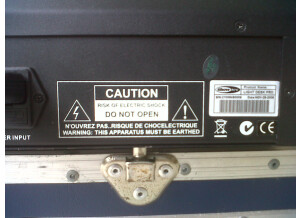 CAUTION
RISK OF ELECTRIC SHOCK
DO NOT OPEN
N'OUVREZ PAS..RISQUE DE CHOCELECTRIQUE
WARNING: THIS APPARATUS MUST BE EARTHED
ER INPUT
CE